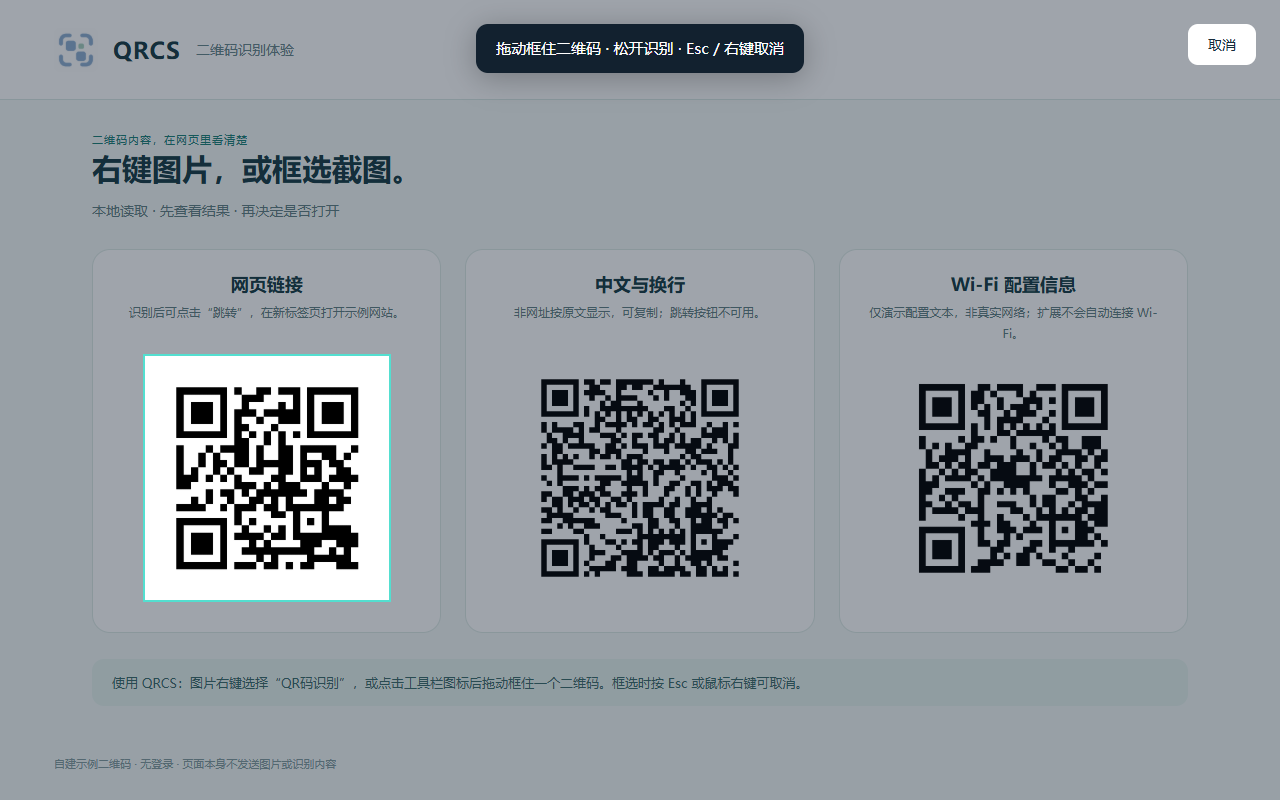 QRCS 二维码识别体验
拖动框住二维码 · 松开识别 · Esc / 右键取消
取消
二维码内容，在网页里看清楚
右键图片，或框选截图。
本地读取 · 先查看结果 · 再决定是否打开
网页链接
识别后可点击“跳转”，在新标签页打开示例网站。
中文与换行
非网址按原文显示，可复制；跳转按钮不可用。
Wi-Fi 配置信息
仅演示配置文本，非真实网络；扩展不会自动连接 Wi-
Fi。
使用 QRCS：图片右键选择“QR码识别”，或点击工具栏图标后拖动框住一个二维码。框选时按 Esc 或鼠标右键可取消。
自建示例二维码 · 无登录 · 页面本身不发送图片或识别内容